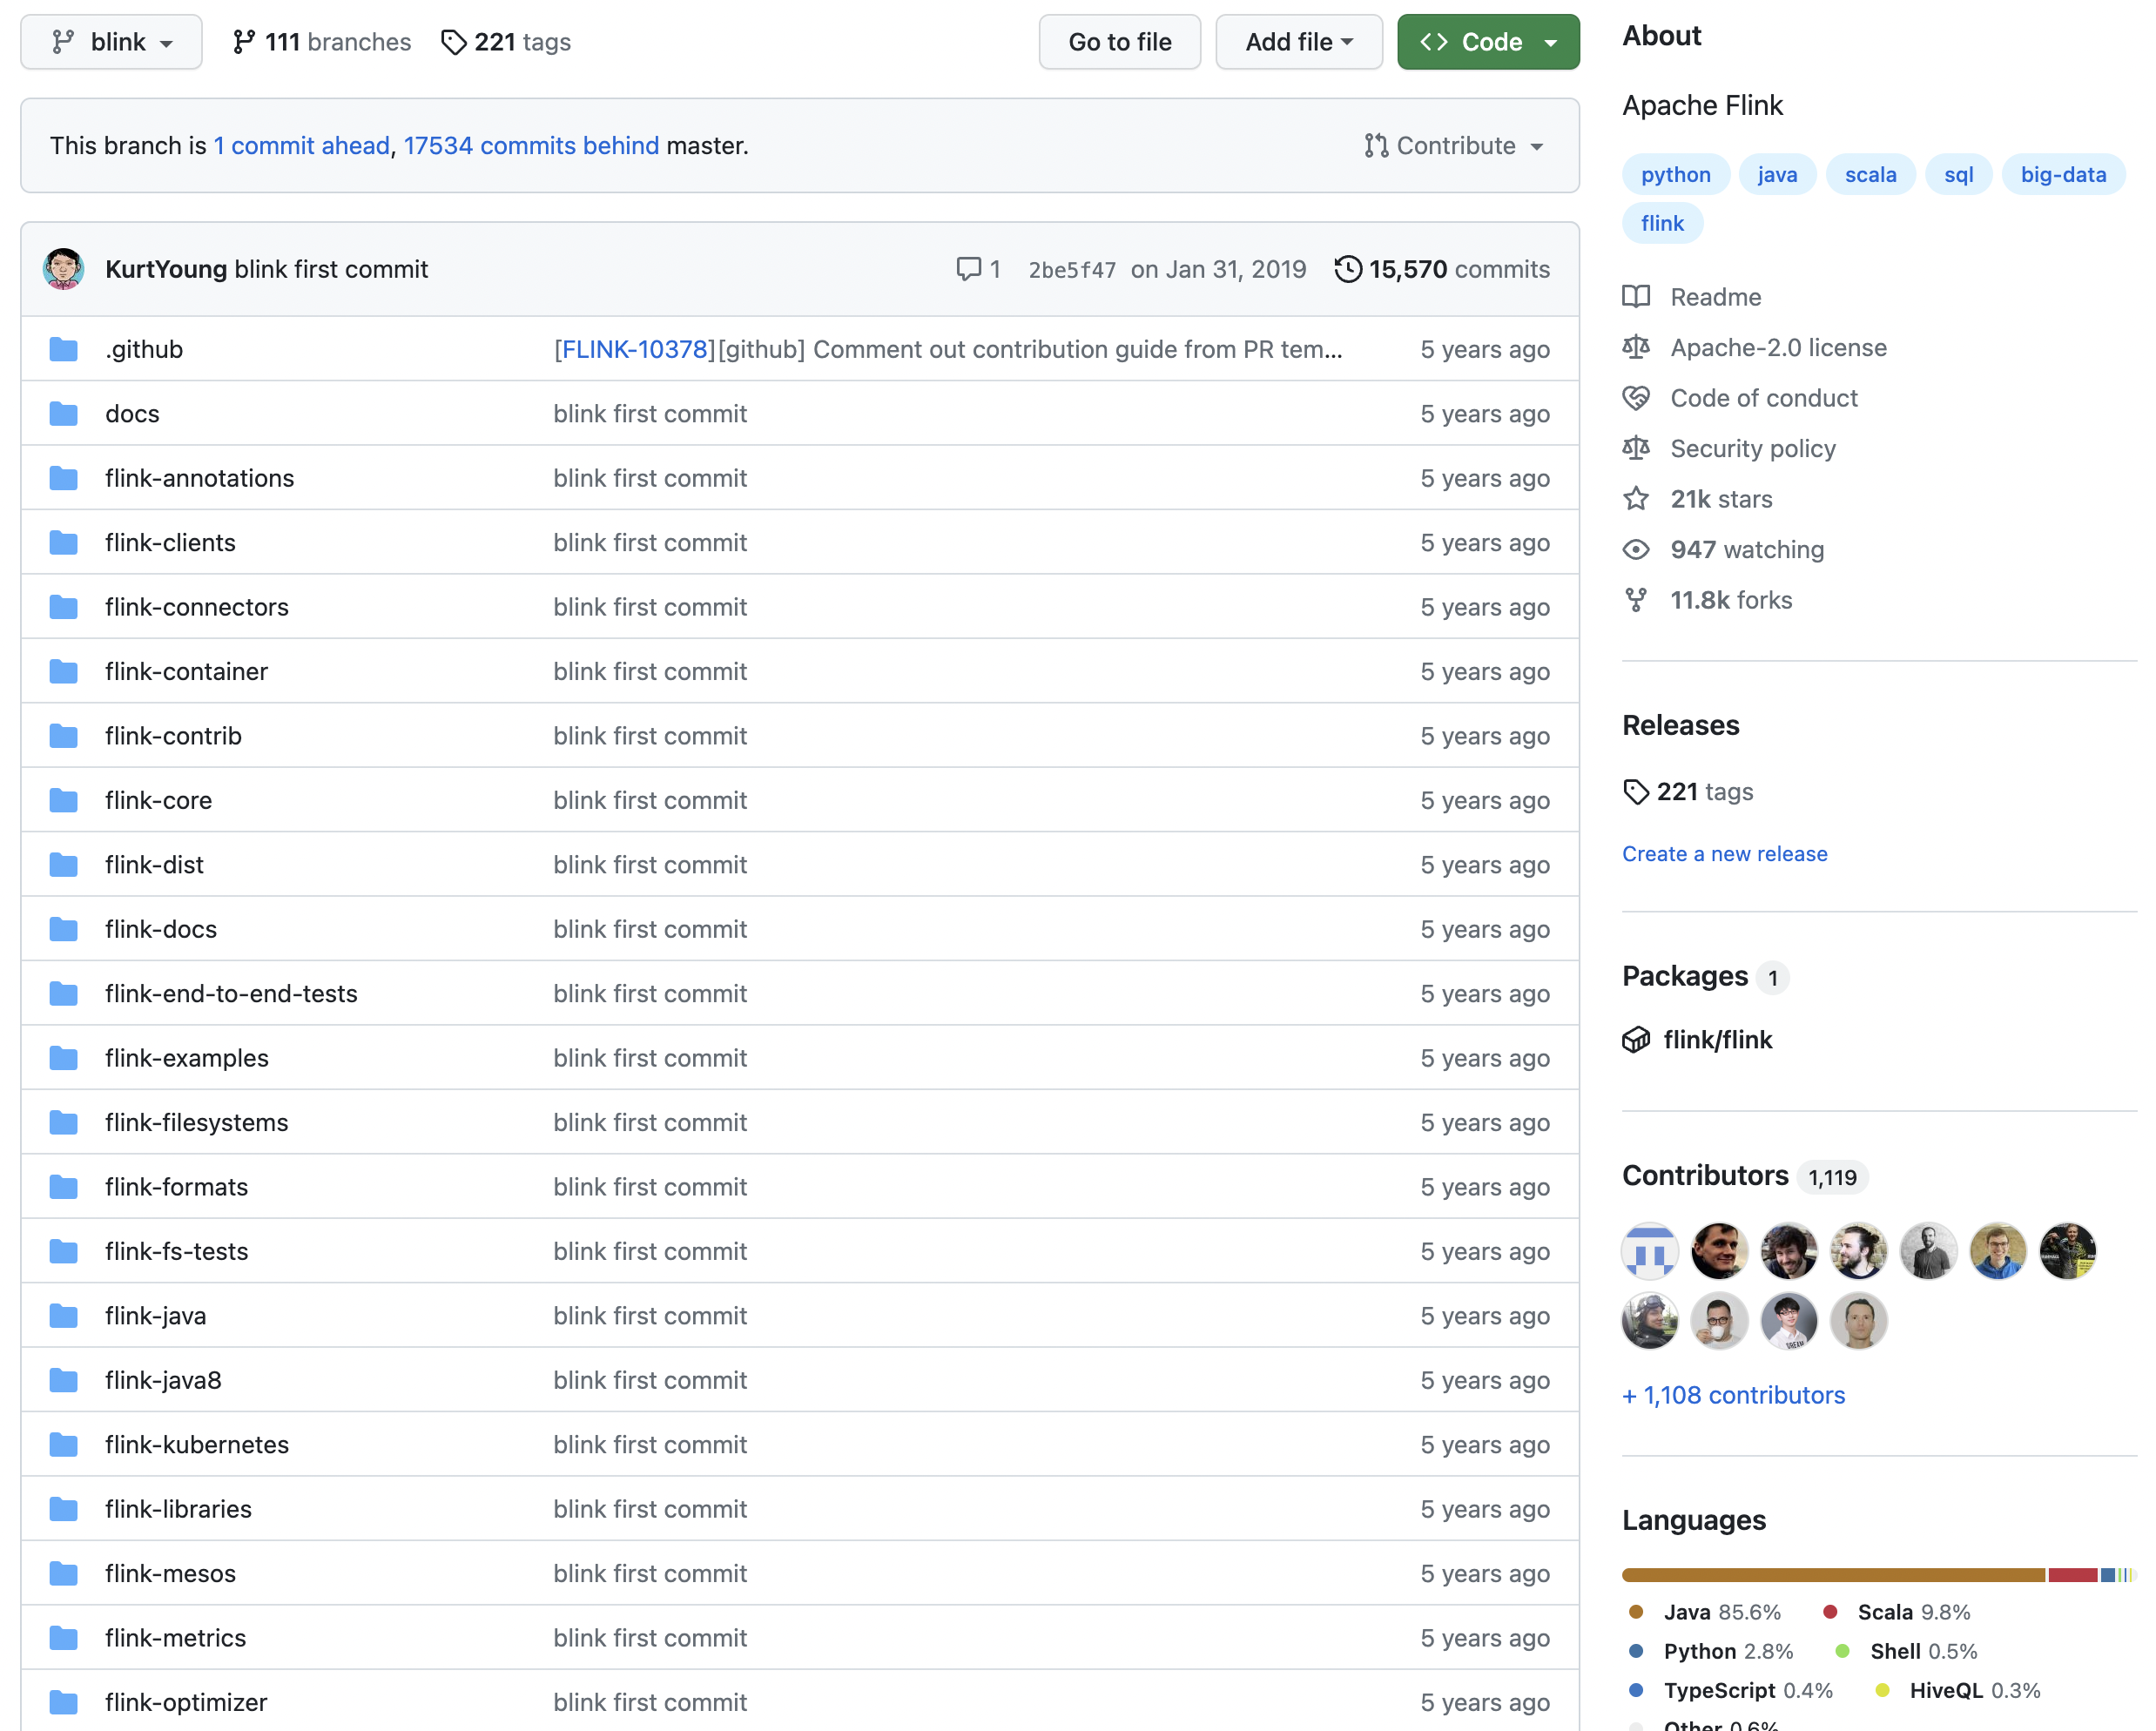 blink
111 branches
221 tags
Go to file
Add file
Code
This branch is 1 commit ahead, 17534 commits behind master.
Contribute
KurtYoung blink first commit
1
2be5f47 on Jan 31, 2019
15,570 commits
.github
[FLINK-10378][github] Comment out contribution guide from PR tem...
5 years ago
docs
blink first commit
5 years ago
flink-annotations
blink first commit
5 years ago
flink-clients
blink first commit
5 years ago
flink-connectors
blink first commit
5 years ago
flink-container
blink first commit
5 years ago
flink-contrib
blink first commit
5 years ago
flink-core
blink first commit
5 years ago
flink-dist
blink first commit
5 years ago
flink-docs
blink first commit
5 years ago
flink-end-to-end-tests
blink first commit
5 years ago
flink-examples
blink first commit
5 years ago
flink-filesystems
blink first commit
5 years ago
flink-formats
blink first commit
5 years ago
flink-fs-tests
blink first commit
5 years ago
flink-java
blink first commit
5 years ago
flink-java8
blink first commit
5 years ago
flink-kubernetes
blink first commit
5 years ago
flink-libraries
blink first commit
5 years ago
flink-mesos
blink first commit
5 years ago
flink-metrics
blink first commit
5 years ago
flink-optimizer
blink first commit
5 years ago
About
Apache Flink
python java scala sql big-data
flink
Readme
Apache-2.0 license
Code of conduct
Security policy
21k stars
947 watching
11.8k forks
Releases
221 tags
Create a new release
Packages 1
flink/flink
Contributors 1,119
+ 1,108 contributors
Languages
Java 85.6% Scala 9.8%
Python 2.8% Shell 0.5%
TypeScript 0.4% HiveQL 0.3%
Other 0.6%